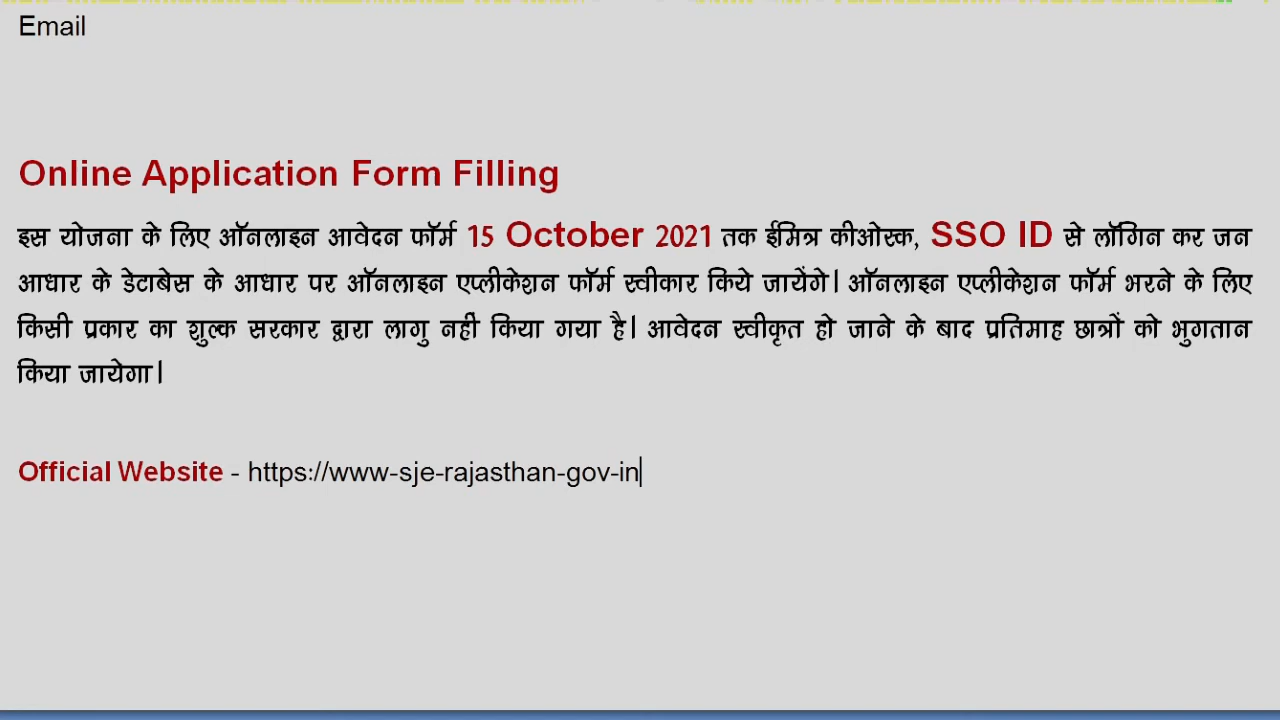 Email
Online Application Form Filling
इस योजना के लिए ऑनलाइन आवेदन फॉर्म 15 October 2021 तक ईमित्र कीओस्क, SSO ID से लॉगिन कर जन
आधार के डेटाबेस के आधार पर ऑनलाइन एप्लीकेशन फॉर्म स्वीकार किये जायेंगे। ऑनलाइन एप्लीकेशन फॉर्म भरने के लिए
किसी प्रकार का शुल्क सरकार द्वारा लागु नहीं किया गया है। आवेदन स्वीकृत हो जाने के बाद प्रतिमाह छात्रों को भुगतान
किया जायेगा।
Official Website - https://www-sje-rajasthan-gov-in